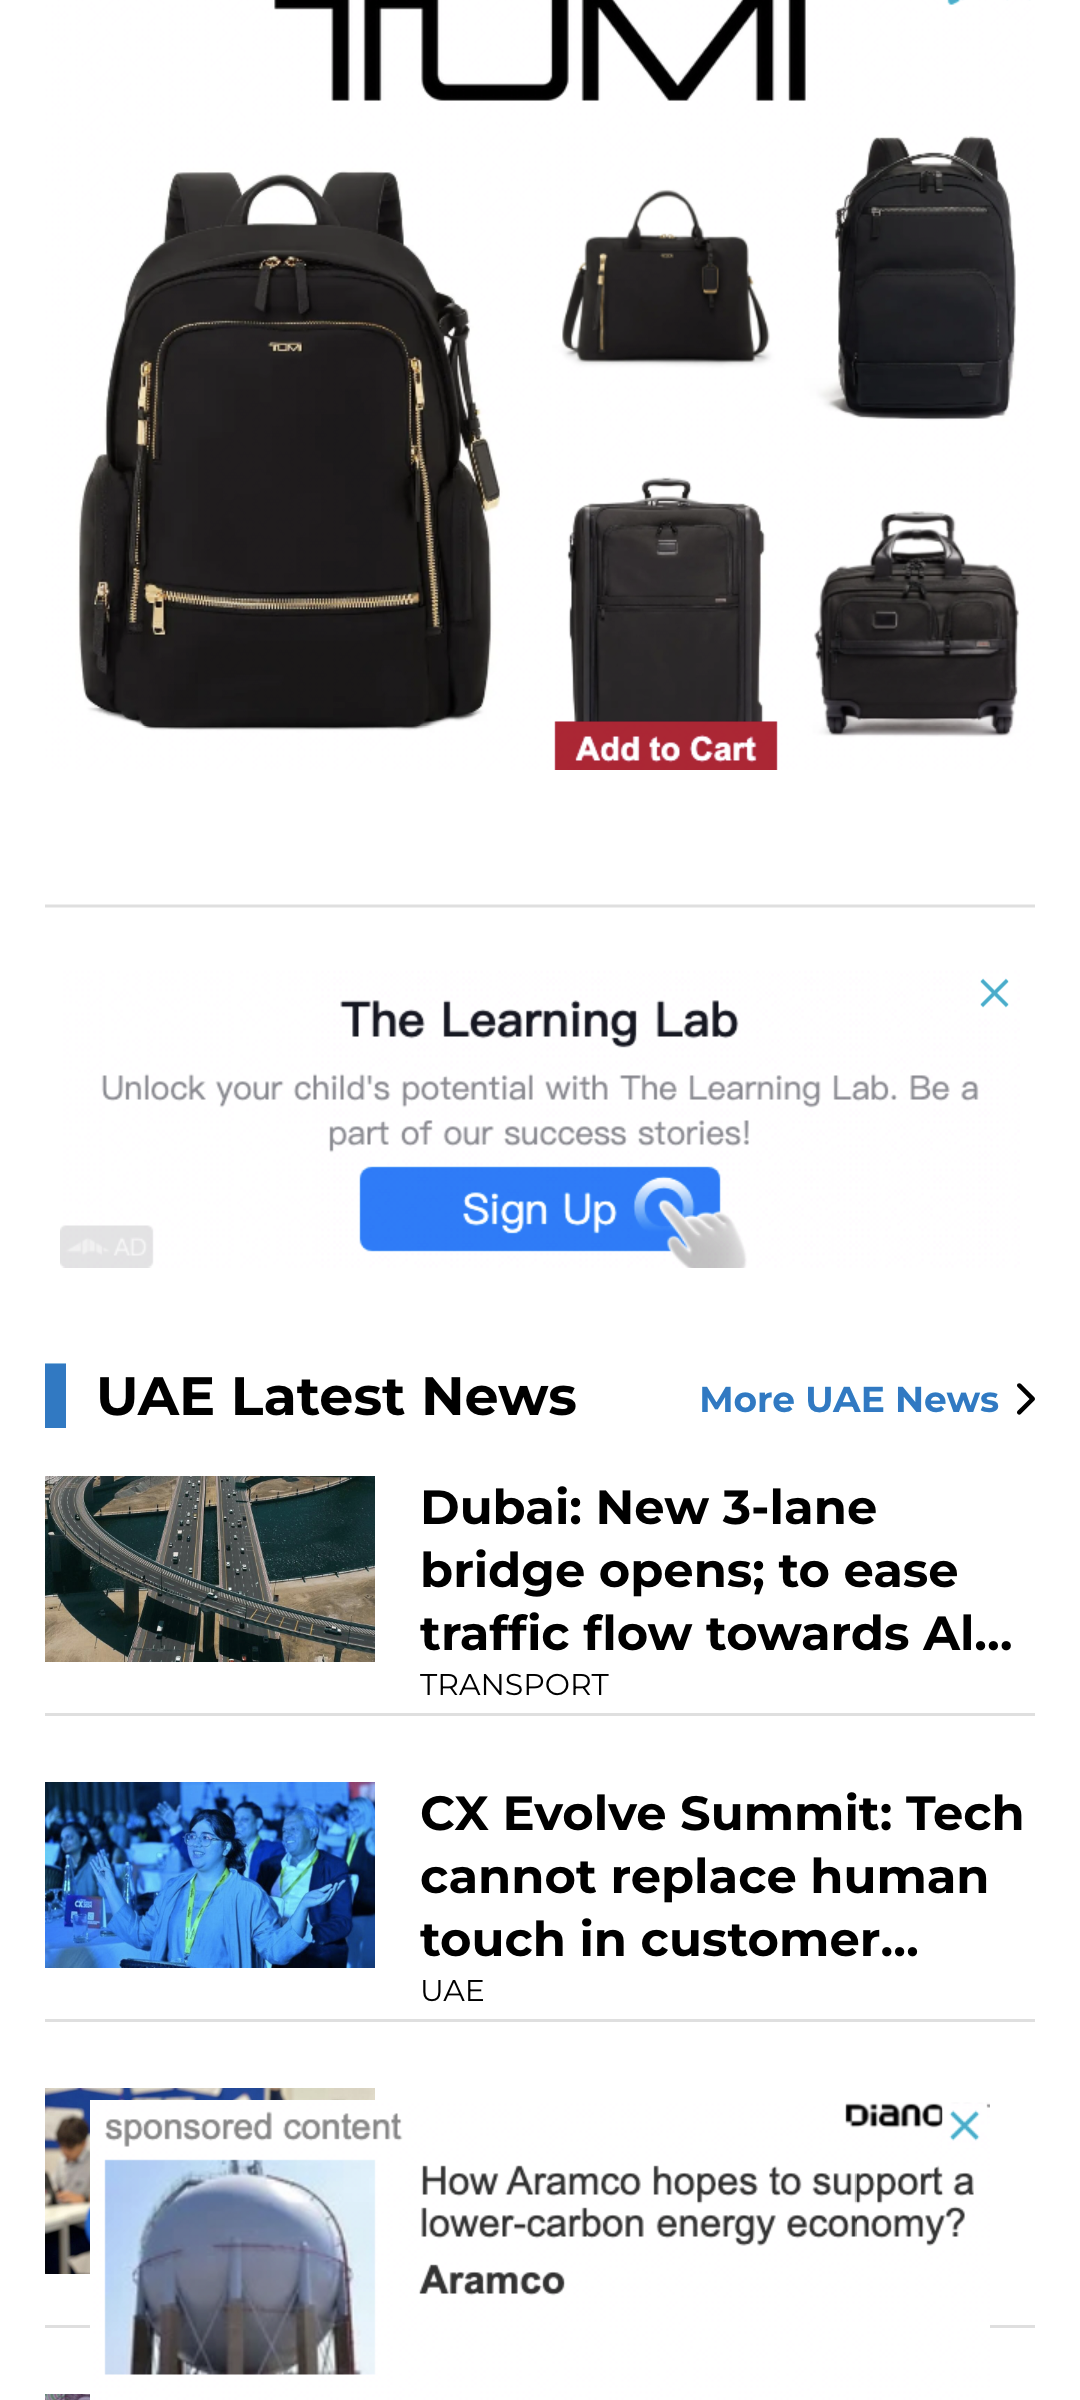 TUMI
TUMI
Add to Cart
The Learning Lab
Unlock your child's potential with The Learning Lab. Be a
part of our success stories!
Sign Up
AD
UAE Latest News
More UAE News
Dubai: New 3-lane
bridge opens; to ease
traffic flow towards Al...
TRANSPORT
CX Evolve Summit: Tech
cannot replace human
touch in customer...
UAE
sponsored content
How Aramco hopes to support a
lower-carbon energy economy?
Aramco